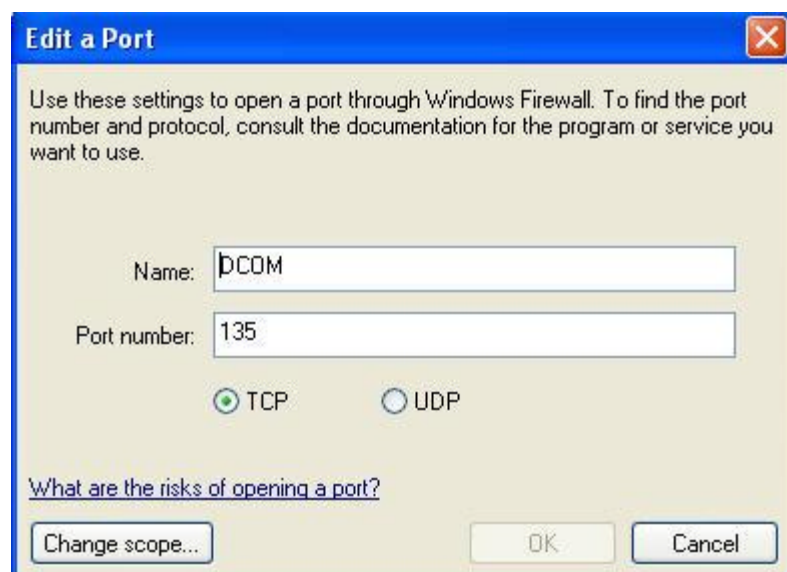 Edit a Port
Use these settings to open a port through Windows Firewall. To find the port
number and protocol, consult the documentation for the program or service you
want to use.
Name: DCOM
Port number: 135
TCP UDP
What are the risks of opening a port?
Change scope... OK Cancel